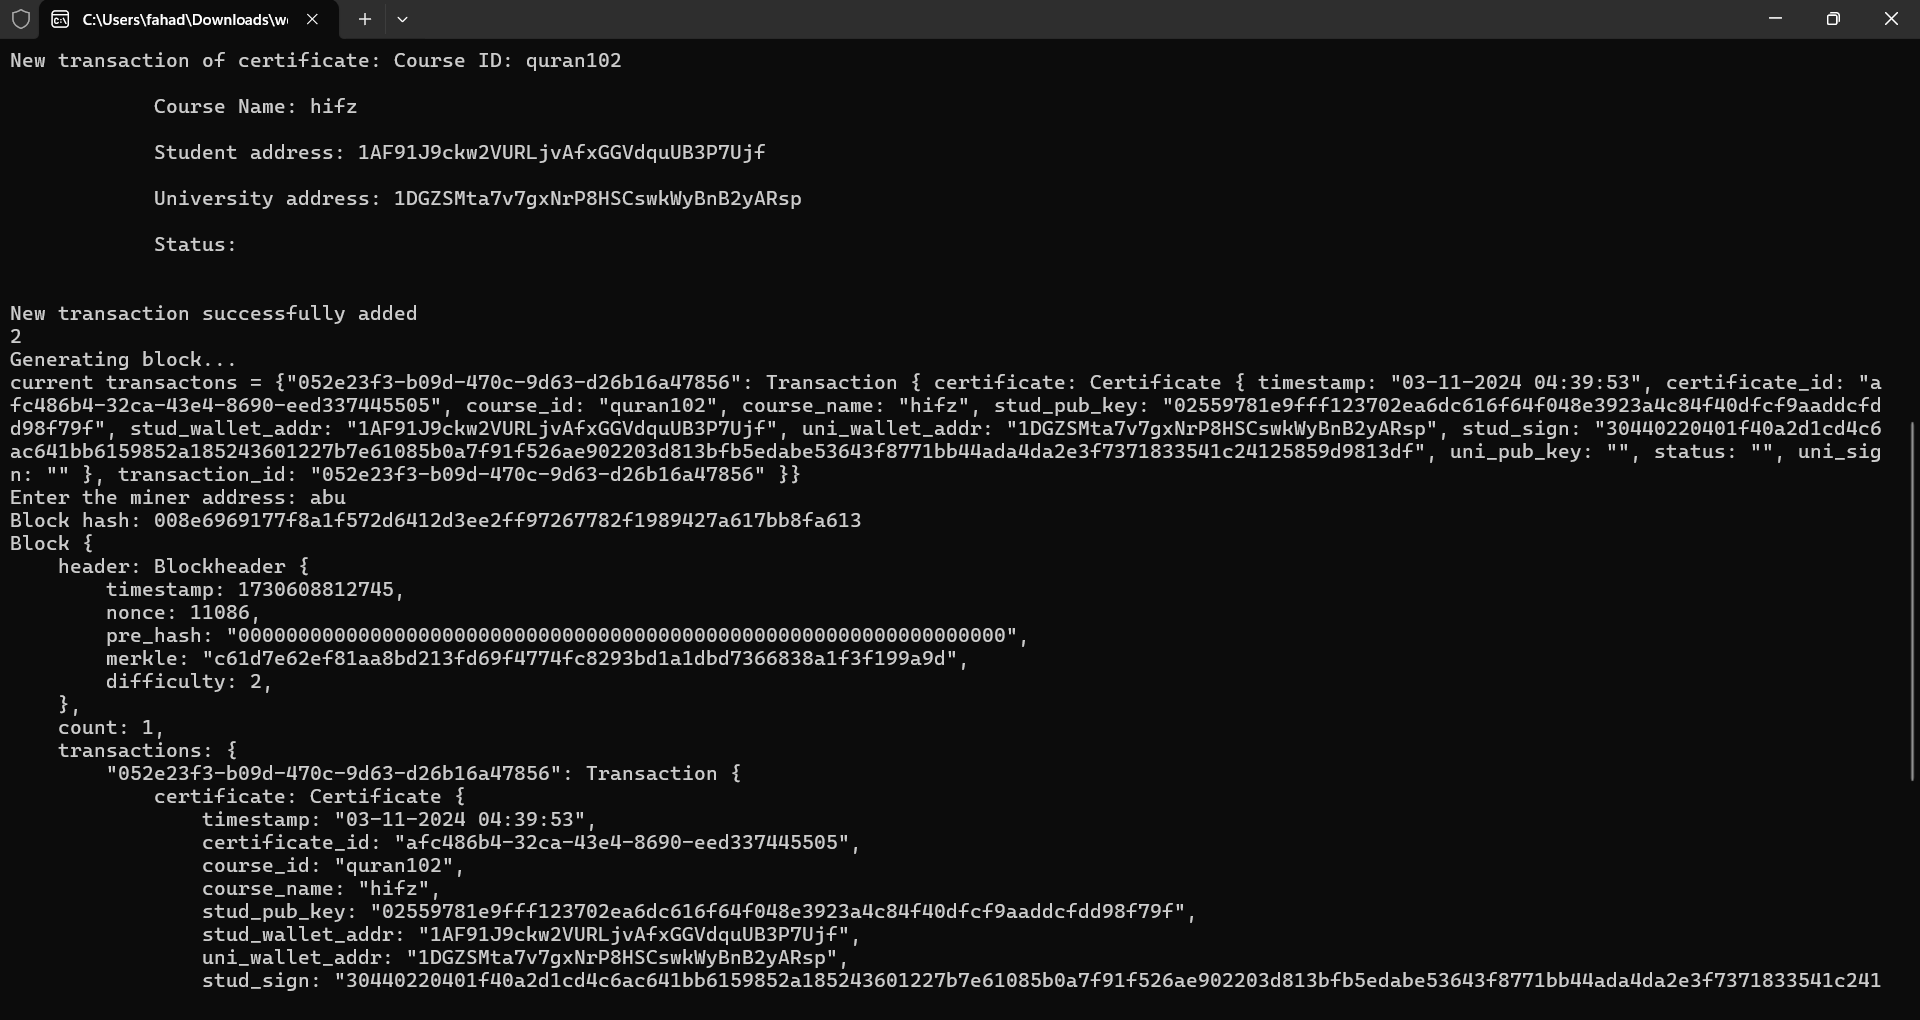 C:\Users\fahad\Downloads\w
New transaction of certificate: Course ID: quran102
Course Name: hifz
Student address: 1AF91J9ckw2VURLjvAfxGGVdquUB3P7Ujf
University address: 1DGZSMta7v7gxNrP8HSCswkWyBnB2yARsp
Status:
New transaction successfully added
2
Generating block...
current transactons = {"052e23f3-b09d-470c-9d63-d26b16a47856": Transaction { certificate: Certificate { timestamp: "03-11-2024 04:39:53", certificate_id: "a
fc486b4-32ca-43e4-8690-eed337445505", course_id: "quran102", course_name: "hifz", stud_pub_key: "02559781e9fff123702ea6dc616f64f048e3923a4c84f40dfcf9aaddcfd
d98f79f", stud_wallet_addr: "1AF91J9ckw2VURLjvAfxGGVdquUB3P7Ujf", uni_wallet_addr: "1DGZSMta7v7gxNrP8HSCswkWyBnB2yARsp", stud_sign: "30440220401f40a2d1cd4c6
ac641bb6159852a185243601227b7e61085b0a7f91f526ae902203d813bfb5edabe53643f8771bb44ada4da2e3f7371833541c24125859d9813df", uni_pub_key: "", status: "", uni_sig
n: "" }, transaction_id: "052e23f3-b09d-470c-9d63-d26b16a47856" }}
Enter the miner address: abu
Block hash: 008e6969177f8a1f572d6412d3ee2ff97267782f1989427a617bb8fa613
Block {
header: Blockheader {
timestamp: 1730608812745,
nonce: 11086,
pre_hash: "0000000000000000000000000000000000000000000000000000000000000000",
merkle: "c61d7e62ef81aa8bd213fd69f4774fc8293bd1a1dbd7366838a1f3f199a9d",
difficulty: 2,
},
count: 1,
transactions: {
"052e23f3-b09d-470c-9d63-d26b16a47856": Transaction {
certificate: Certificate {
timestamp: "03-11-2024 04:39:53",
certificate_id: "afc486b4-32ca-43e4-8690-eed337445505",
course_id: "quran102",
course_name: "hifz",
stud_pub_key: "02559781e9fff123702ea6dc616f64f048e3923a4c84f40dfcf9aaddcfdd98f79f",
stud_wallet_addr: "1AF91J9ckw2VURLjvAfxGGVdquUB3P7Ujf",
uni_wallet_addr: "1DGZSMta7v7gxNrP8HSCswkWyBnB2yARsp",
stud_sign: "30440220401f40a2d1cd4c6ac641bb6159852a185243601227b7e61085b0a7f91f526ae902203d813bfb5edabe53643f8771bb44ada4da2e3f7371833541c241